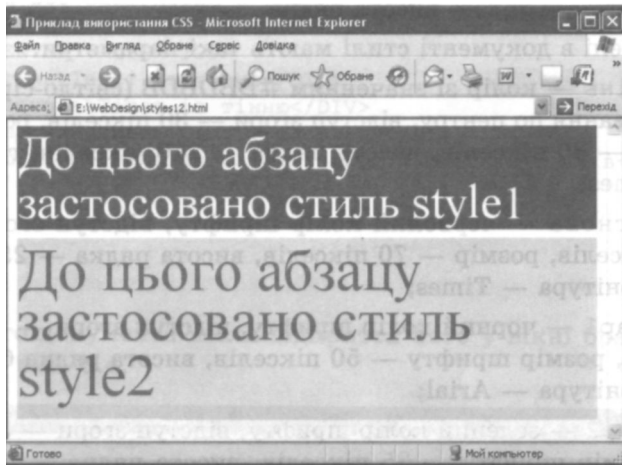 Приклад використання CSS - Microsoft Internet Explorer
Файл Правка Вигляд Обране Сервіс Довідка
Назад Пошук Обране
Адреса: E:\WebDesign\styles12.html Перехід
До цього абзацу
застосовано стиль style1
До цього абзацу
застосовано стиль
style2
Готово Мой компьютер